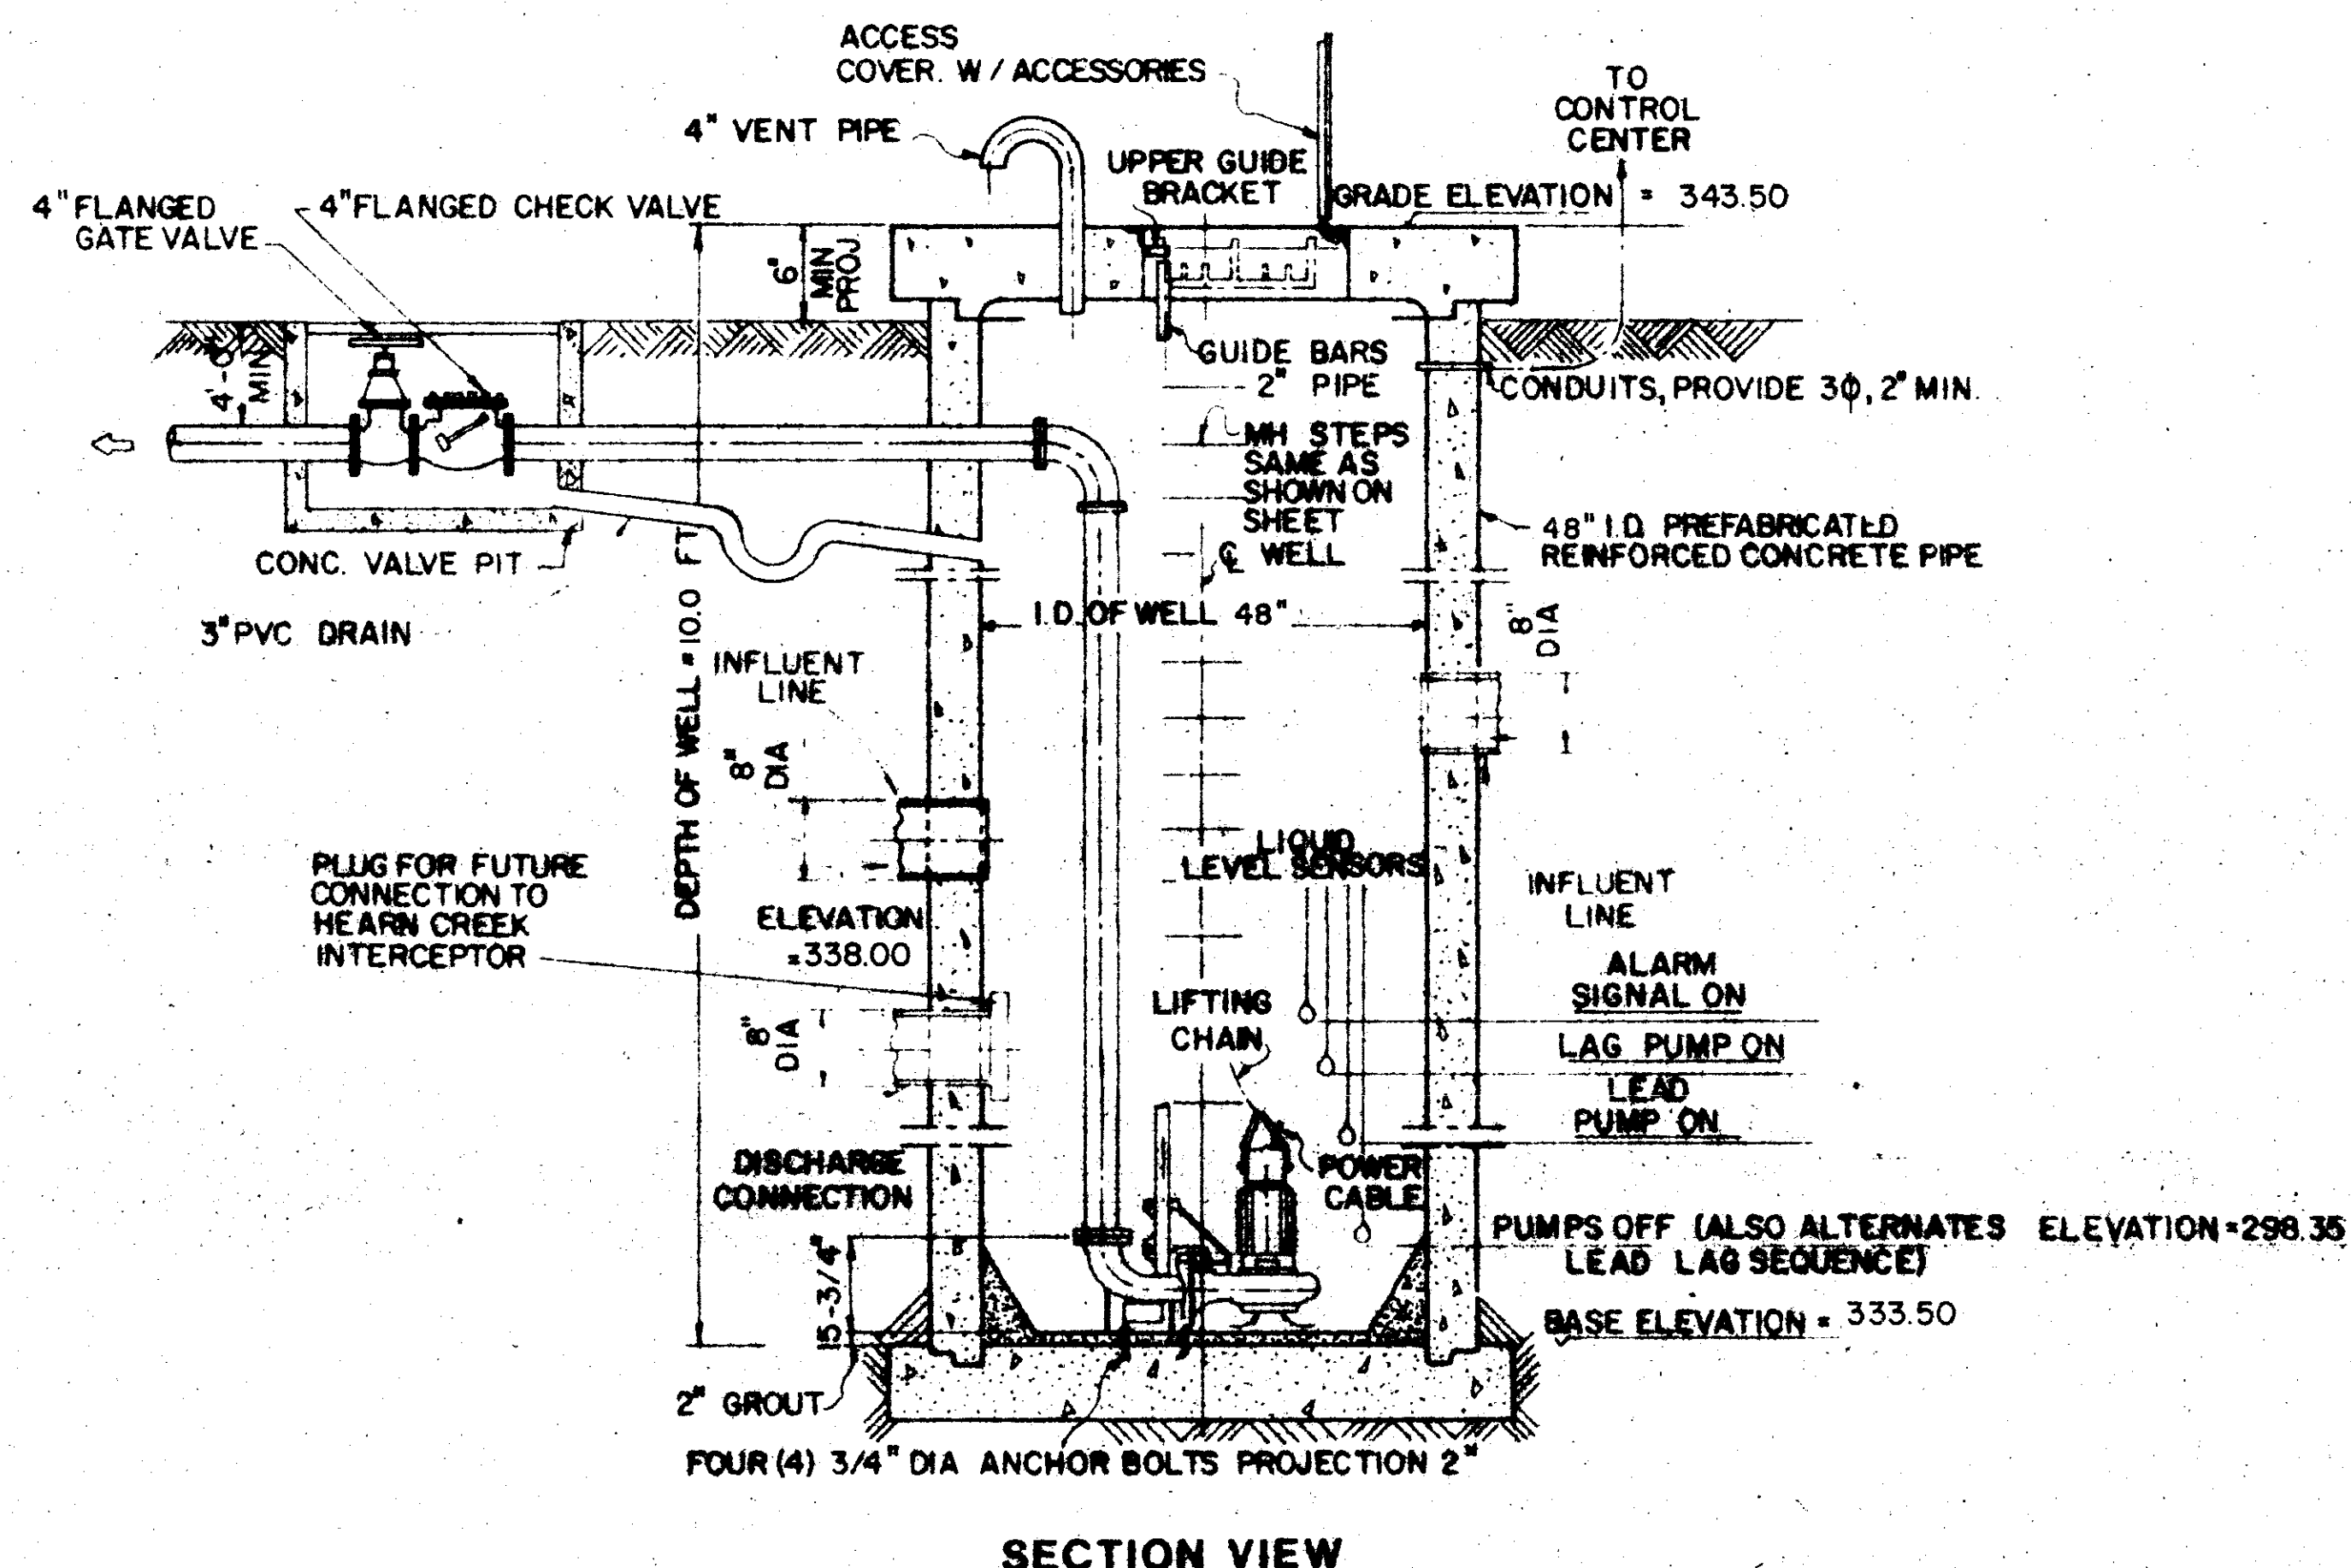 ACCESS
COVER. W / ACCESSORIES
4" VENT PIPE
UPPER GUIDE
BRACKET
TO
CONTROL
CENTER
GRADE ELEVATION = 343.50
4" FLANGED
GATE VALVE
4" FLANGED CHECK VALVE
6"
MIN
PROJ
4'-0"
MIN
GUIDE BARS
2" PIPE
CONDUITS, PROVIDE 3ϕ, 2" MIN.
MH STEPS
SAME AS
SHOWN ON
SHEET
℄ WELL
48" I.D. PREFABRICATED
REINFORCED CONCRETE PIPE
CONC. VALVE PIT
3" PVC DRAIN
DEPTH OF WELL = 10.0 FT
I.D. OF WELL 48"
8"
DIA
INFLUENT
LINE
8"
DIA
PLUG FOR FUTURE
CONNECTION TO
HEARN CREEK
INTERCEPTOR
ELEVATION
=338.00
LIQUID
LEVEL SENSORS
INFLUENT
LINE
8"
DIA
LIFTING
CHAIN
ALARM
SIGNAL ON
LAG PUMP ON
LEAD
PUMP ON
DISCHARGE
CONNECTION
POWER
CABLE
15-3/4"
PUMPS OFF (ALSO ALTERNATES
LEAD LAG SEQUENCE)
ELEVATION=298.35
BASE ELEVATION = 333.50
2" GROUT
FOUR (4) 3/4" DIA ANCHOR BOLTS PROJECTION 2"
SECTION VIEW